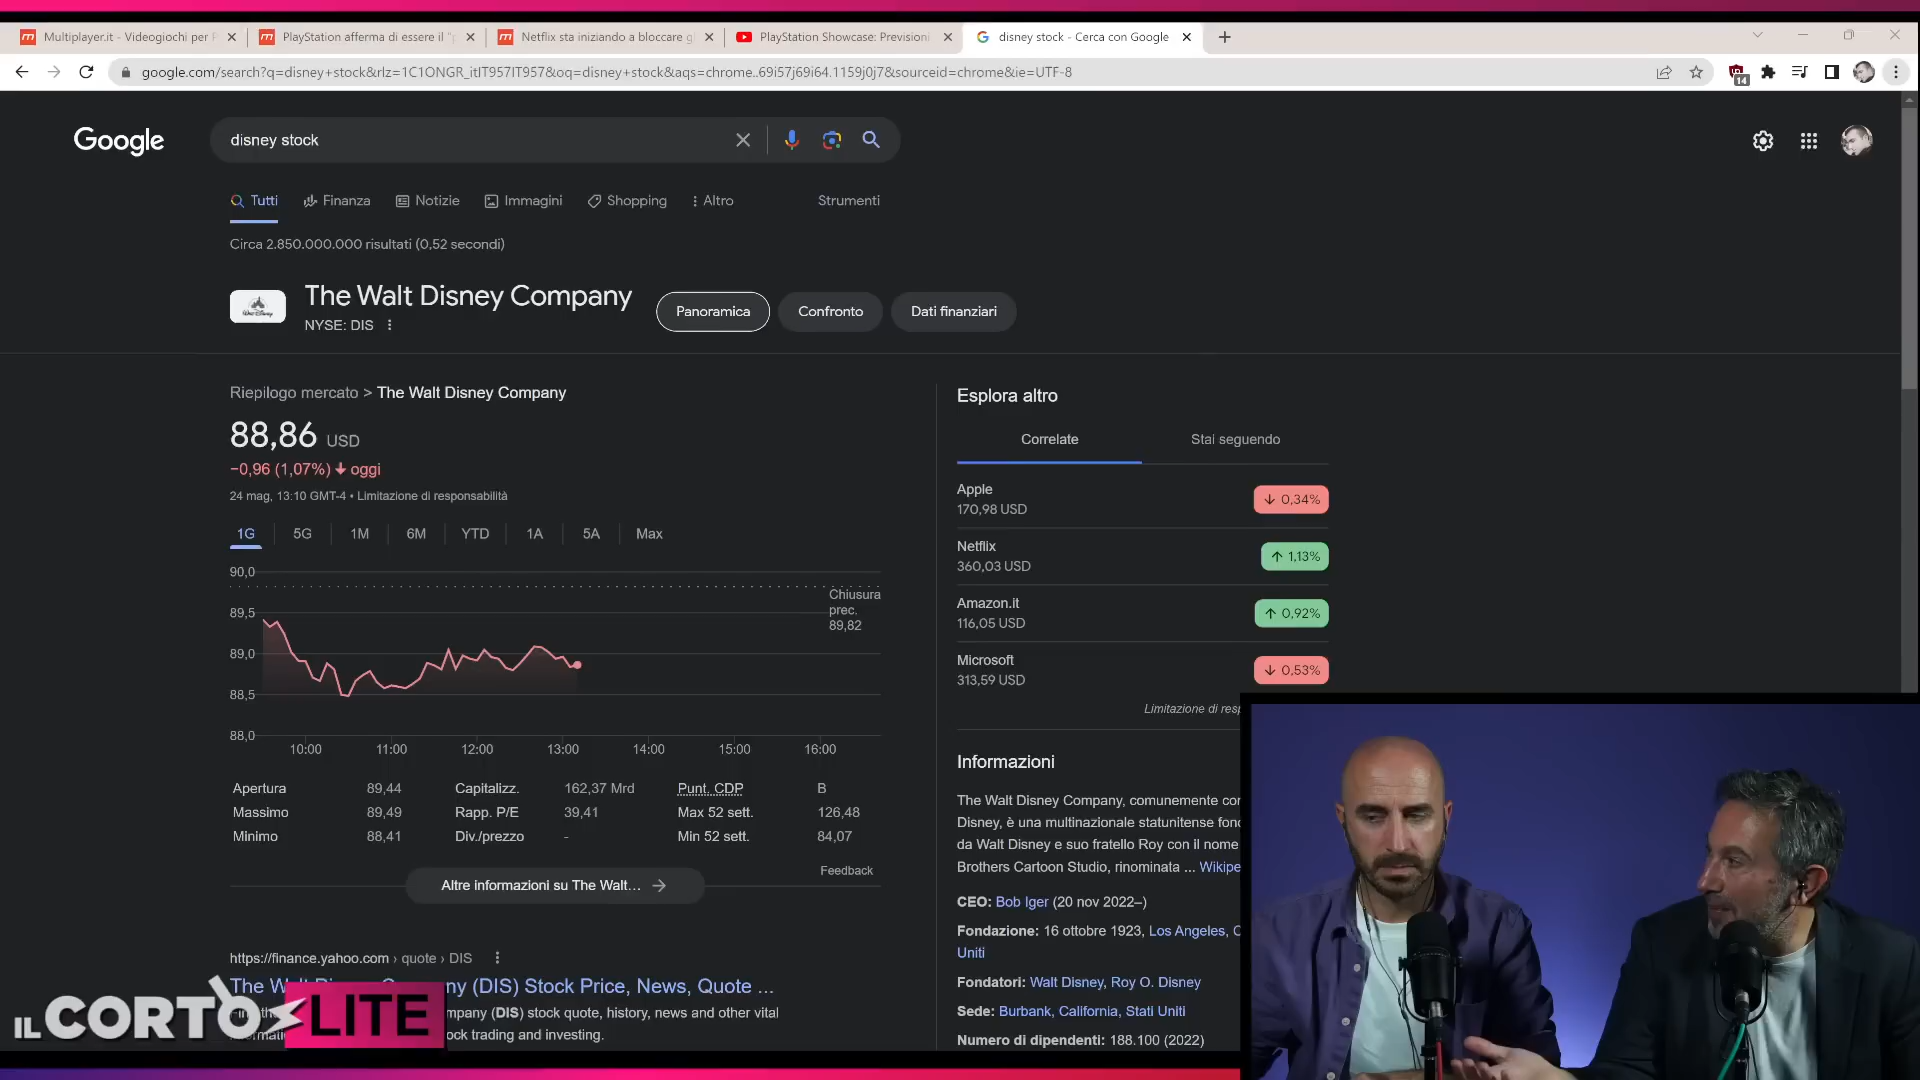 Multiplayer.it - Videogiochi per
PlayStation afferma di essere il "p
Netflix sta iniziando a bloccare g
PlayStation Showcase: Previsioni
disney stock - Cerca con Google
google.com/search?q=disney+stock&rlz=1C1ONGR_itIT957IT957&oq=disney+stock&aqs=chrome..69i57j69i64.1159j0j7&sourceid=chrome&ie=UTF-8
14
Google
disney stock
Tutti
Finanza
Notizie
Immagini
Shopping
Altro
Strumenti
Circa 2.850.000.000 risultati (0,52 secondi)
The Walt Disney Company
NYSE: DIS
Panoramica
Confronto
Dati finanziari
Riepilogo mercato > The Walt Disney Company
88,86 USD
−0,96 (1,07%) oggi
24 mag, 13:10 GMT-4 • Limitazione di responsabilità
1G 5G 1M 6M YTD 1A 5A Max
90,0
89,5
89,0
88,5
88,0
Chiusura
prec.
89,82
10:00 11:00 12:00 13:00 14:00 15:00 16:00
Apertura 89,44 Capitalizz. 162,37 Mrd Punt. CDP B
Massimo 89,49 Rapp. P/E 39,41 Max 52 sett. 126,48
Minimo 88,41 Div./prezzo - Min 52 sett. 84,07
Feedback
Altre informazioni su The Walt...
https://finance.yahoo.com › quote › DIS
The W ny (DIS) Stock Price, News, Quote ...
mpany (DIS) stock quote, history, news and other vital
ock trading and investing.
Esplora altro
Correlate
Stai seguendo
Apple
170,98 USD
0,34%
Netflix
360,03 USD
1,13%
Amazon.it
116,05 USD
0,92%
Microsoft
313,59 USD
0,53%
Limitazione di resp
Informazioni
The Walt Disney Company, comunemente con
Disney, è una multinazionale statunitense fond
da Walt Disney e suo fratello Roy con il nome
Brothers Cartoon Studio, rinominata ... Wikipe
CEO: Bob Iger (20 nov 2022–)
Fondazione: 16 ottobre 1923, Los Angeles, C
Uniti
Fondatori: Walt Disney, Roy O. Disney
Sede: Burbank, California, Stati Uniti
Numero di dipendenti: 188.100 (2022)
IL CORTO LITE